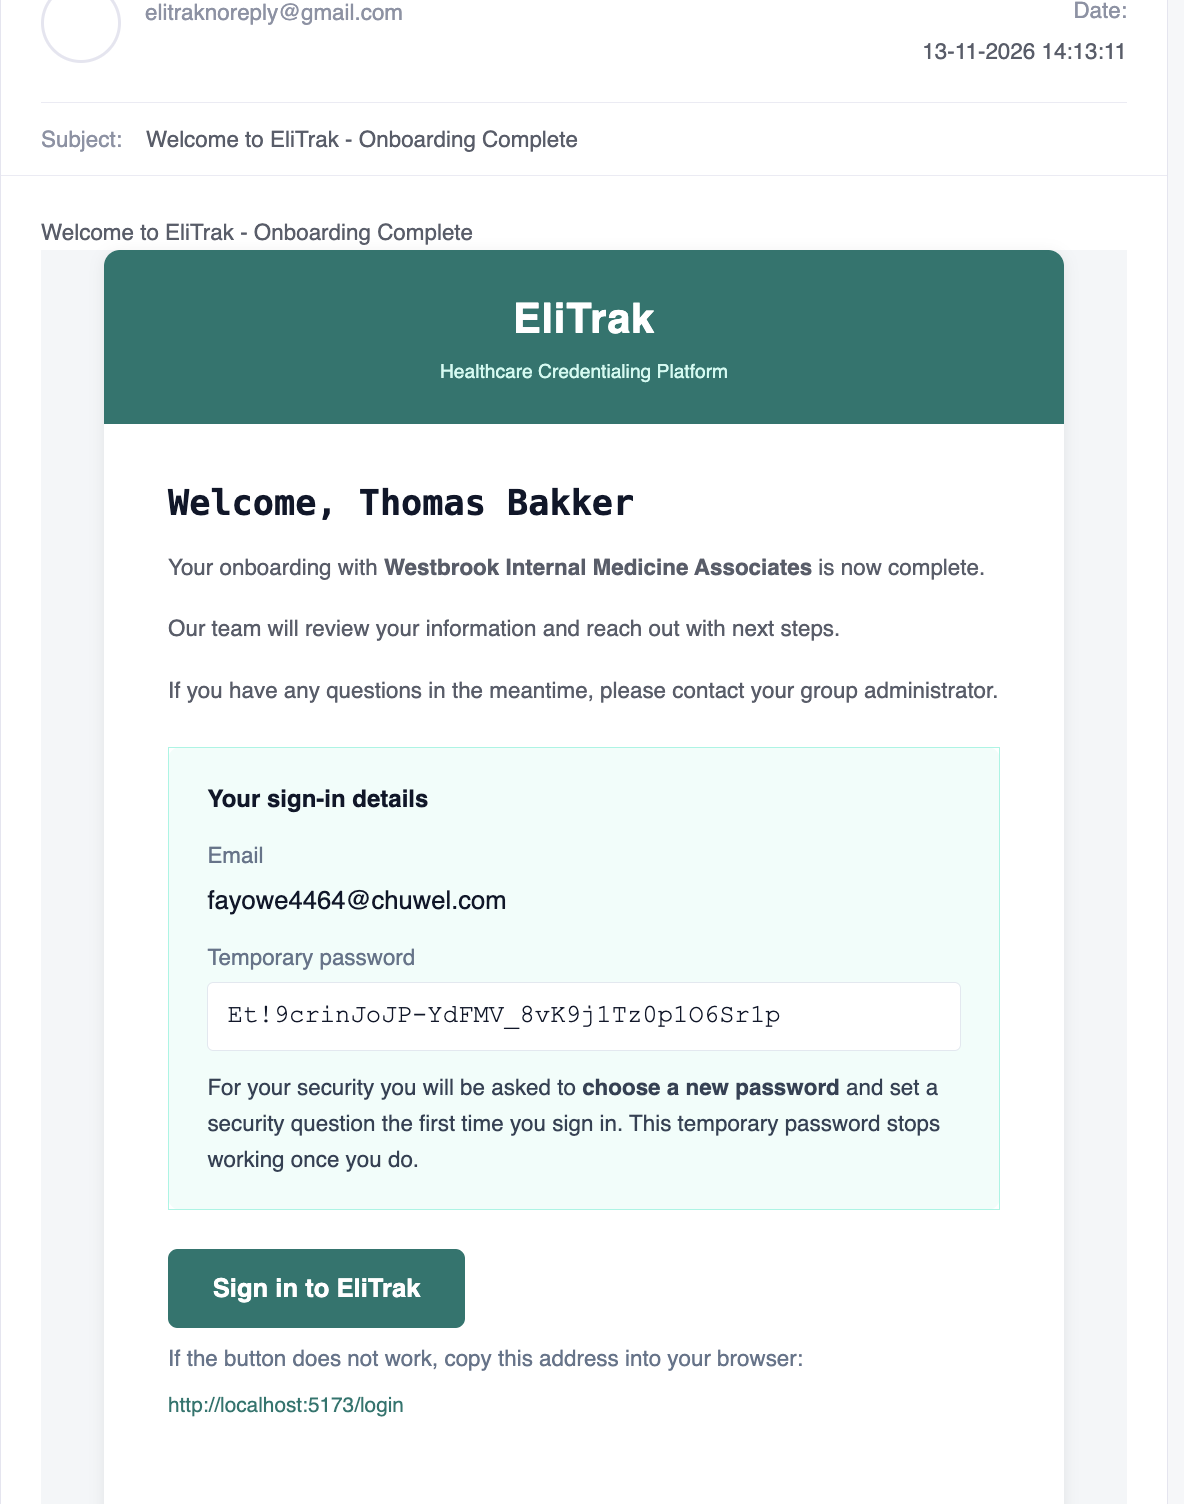 elitraknoreply@gmail.com
Date:
13-11-2026 14:13:11
Subject: Welcome to EliTrak - Onboarding Complete
Welcome to EliTrak - Onboarding Complete
EliTrak
Healthcare Credentialing Platform
Welcome, Thomas Bakker
Your onboarding with Westbrook Internal Medicine Associates is now complete.
Our team will review your information and reach out with next steps.
If you have any questions in the meantime, please contact your group administrator.
Your sign-in details
Email
fayowe4464@chuwel.com
Temporary password
Et!9crinJoJP-YdFMV_8vK9j1Tz0p1O6Sr1p
For your security you will be asked to choose a new password and set a
security question the first time you sign in. This temporary password stops
working once you do.
Sign in to EliTrak
If the button does not work, copy this address into your browser:
http://localhost:5173/login